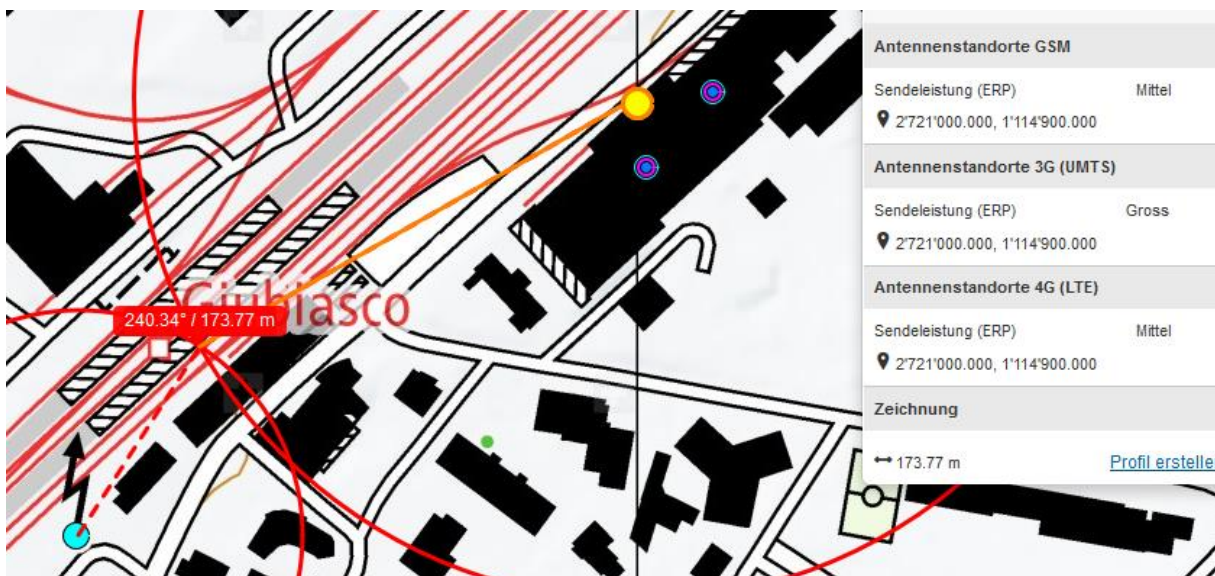 Giubiasco
240.34° / 173.77 m
Antennenstandorte GSM
Sendeleistung (ERP) Mittel
2'721'000.000, 1'114'900.000
Antennenstandorte 3G (UMTS)
Sendeleistung (ERP) Gross
2'721'000.000, 1'114'900.000
Antennenstandorte 4G (LTE)
Sendeleistung (ERP) Mittel
2'721'000.000, 1'114'900.000
Zeichnung
173.77 m Profil erstelle